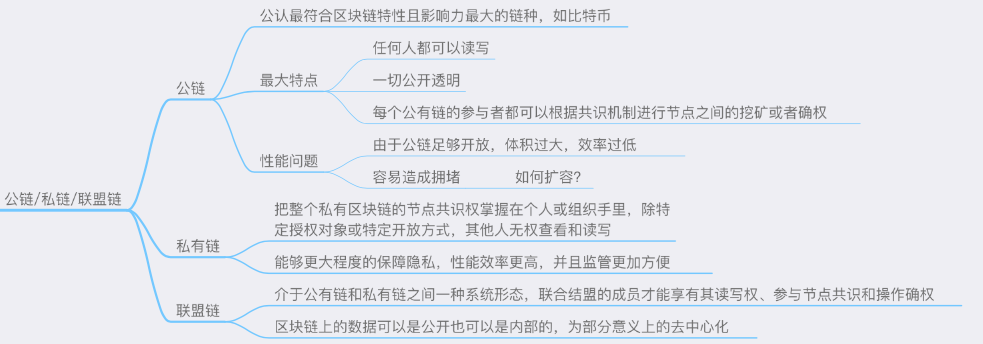 公链/私链/联盟链
公链
公认最符合区块链特性且影响力最大的链种，如比特币
最大特点
任何人都可以读写
一切公开透明
每个公有链的参与者都可以根据共识机制进行节点之间的挖矿或者确权
性能问题
由于公链足够开放，体积过大，效率过低
容易造成拥堵 如何扩容?
私有链
把整个私有区块链的节点共识权掌握在个人或组织手里，除特
定授权对象或特定开放方式，其他人无权查看和读写
能够更大程度的保障隐私，性能效率更高，并且监管更加方便
联盟链
介于公有链和私有链之间一种系统形态，联合结盟的成员才能享有其读写权、参与节点共识和操作确权
区块链上的数据可以是公开也可以是内部的，为部分意义上的去中心化